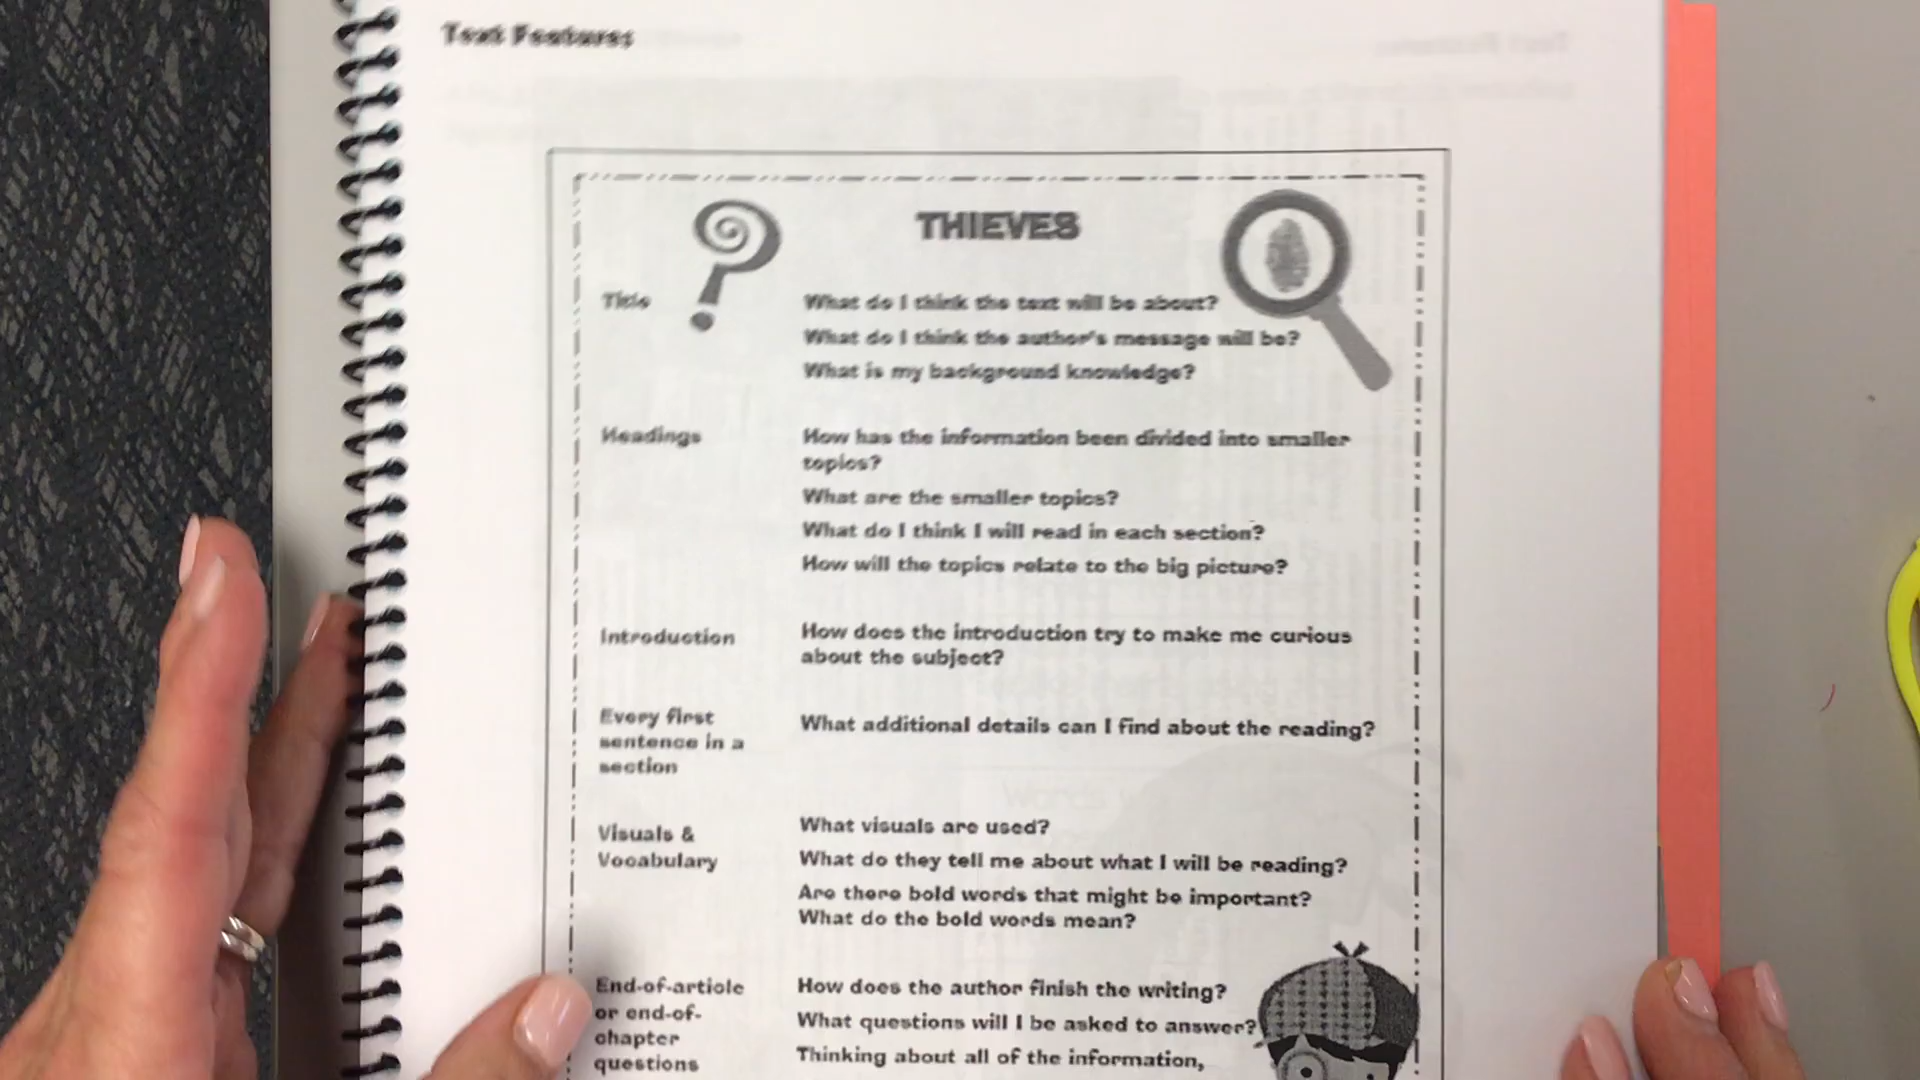 Text Features
THIEVES
Title
What do I think the text will be about?
What do I think the author's message will be?
What is my background knowledge?
Headings
How has the information been divided into smaller
topics?
What are the smaller topics?
What do I think I will read in each section?
How will the topics relate to the big picture?
Introduction
How does the introduction try to make me curious
about the subject?
Every first
sentence in a
section
What additional details can I find about the reading?
Visuals &
Vocabulary
What visuals are used?
What do they tell me about what I will be reading?
Are there bold words that might be important?
What do the bold words mean?
End-of-article
or end-of-
chapter
questions
How does the author finish the writing?
What questions will I be asked to answer?
Thinking about all of the information,